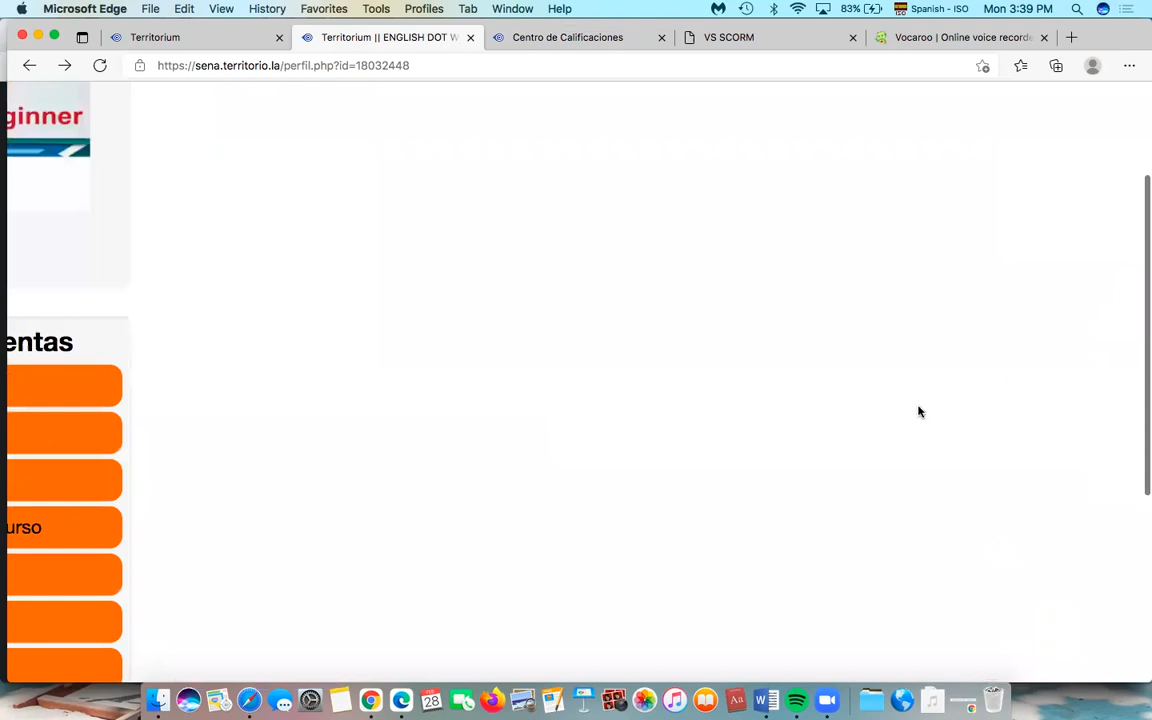 Microsoft Edge File Edit View History Favorites Tools Profiles Tab Window Help 83% Spanish - ISO Mon 3:39 PM
Territorium Territorium || ENGLISH DOT W Centro de Calificaciones VS SCORM Vocaroo | Online voice recorde
https://sena.territorio.la/perfil.php?id=18032448
ginner
entas
urso
28